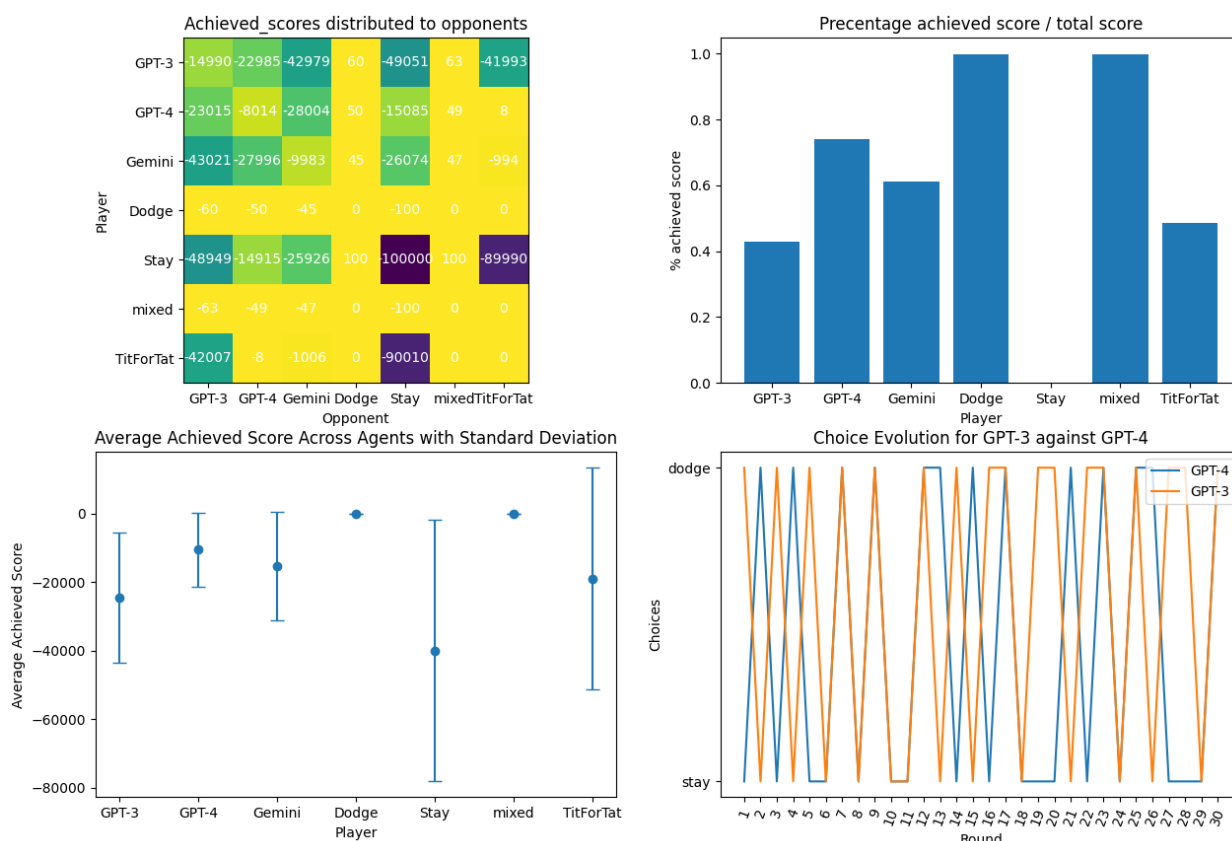 Achieved_scores distributed to opponents
Player
GPT-3 -14990 -22985 -42979 60 -49051 63 -41993
GPT-4 -23015 -8014 -28004 50 -15085 49 8
Gemini -43021 -27996 -9983 45 -26074 47 -994
Dodge -60 -50 -45 0 -100 0 0
Stay -48949 -14915 -25926 100 -100000 100 -89990
mixed -63 -49 -47 0 -100 0 0
TitForTat -42007 -8 -1006 0 -90010 0 0
GPT-3 GPT-4 Gemini Dodge Stay mixed TitForTat
Opponent
Precentage achieved score / total score
% achieved score
1.0
0.8
0.6
0.4
0.2
0.0
GPT-3 GPT-4 Gemini Dodge Stay mixed TitForTat
Player
Average Achieved Score Across Agents with Standard Deviation
Average Achieved Score
0
−20000
−40000
−60000
−80000
GPT-3 GPT-4 Gemini Dodge Stay mixed TitForTat
Player
Choice Evolution for GPT-3 against GPT-4
GPT-4
GPT-3
Choices
dodge
stay
1 2 3 4 5 6 7 8 9 10 11 12 13 14 15 16 17 18 19 20 21 22 23 24 25 26 27 28 29 30
Round